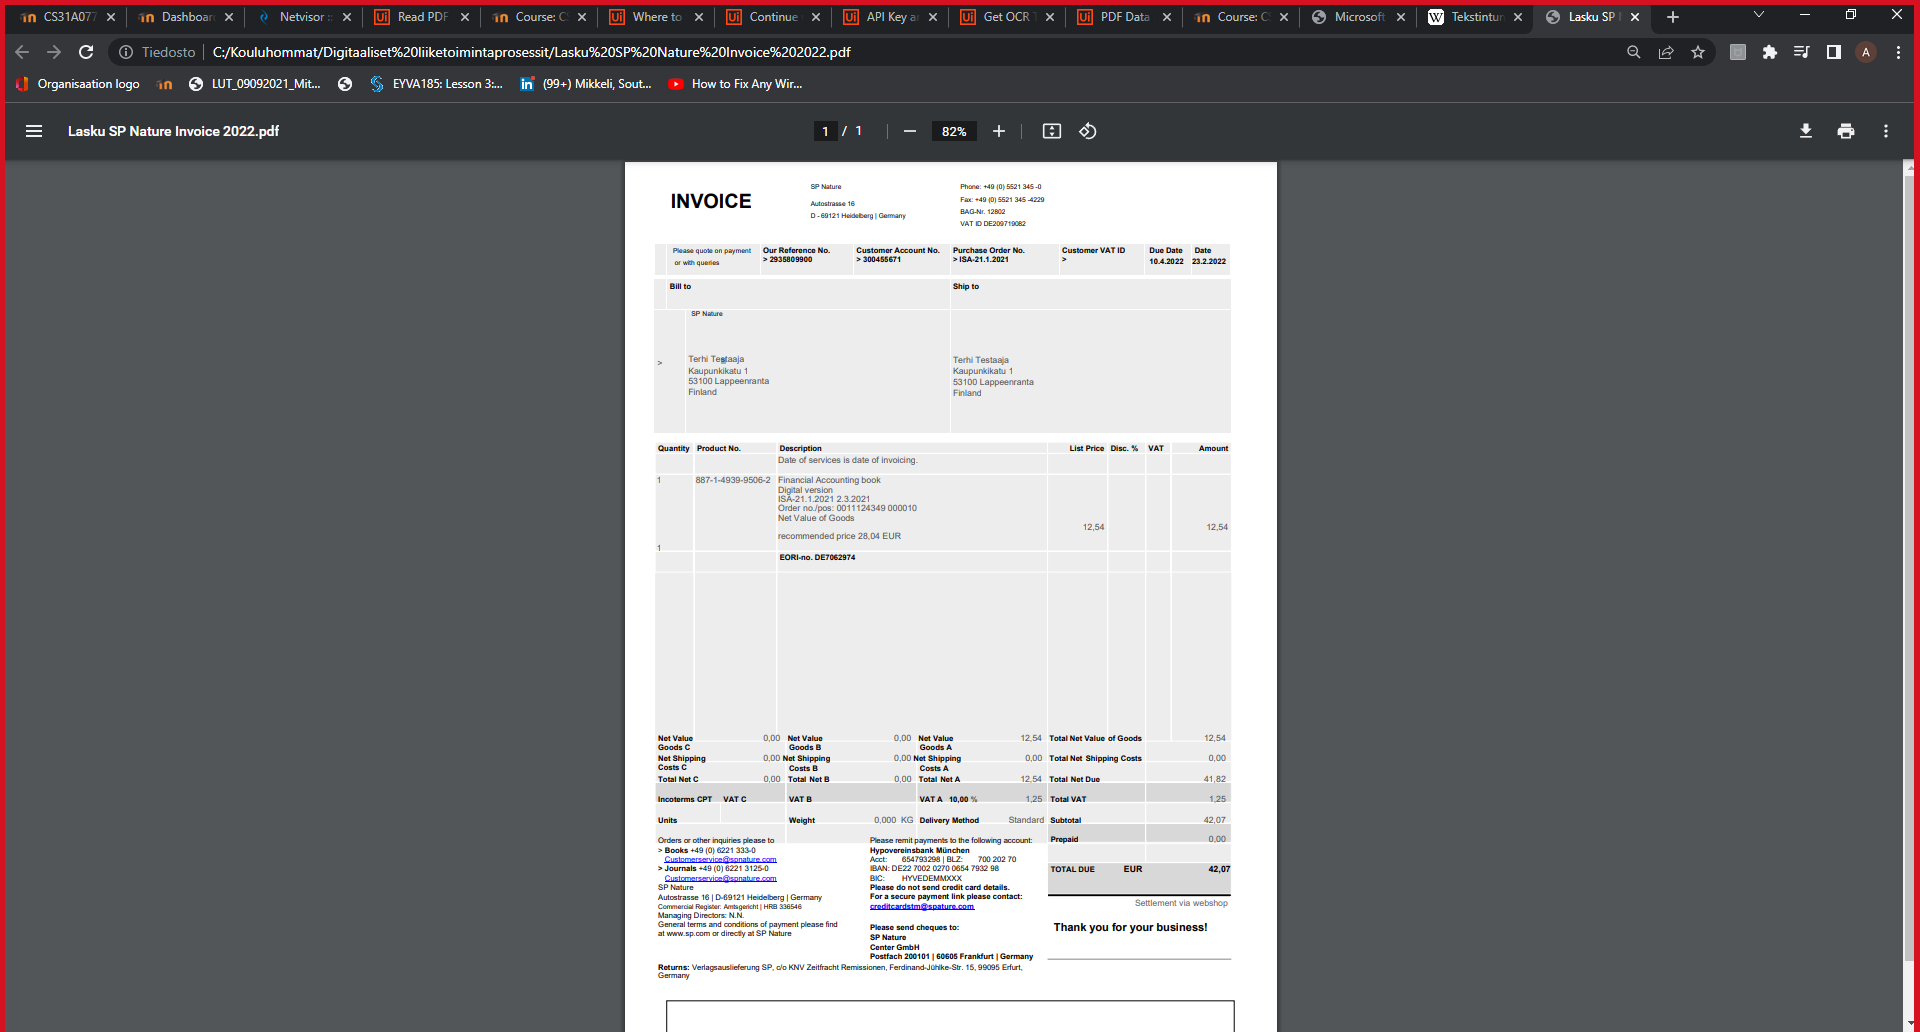 CS31A077
Dashboar
Netvisor ::
Read PDF
Course: C
Where to
Continue
API Key a
Get OCR
PDF Data
Course: C
Microsoft
Tekstintun
Lasku SP
Tiedosto
C:/Kouluhommat/Digitaaliset%20liiketoimintaprosessit/Lasku%20SP%20Nature%20Invoice%202022.pdf
A
Organisaation logo
LUT_09092021_Mit...
EYVA185: Lesson 3:...
(99+) Mikkeli, Sout...
How to Fix Any Wir...
Lasku SP Nature Invoice 2022.pdf
1 / 1
82%
INVOICE
SP Nature
Autostrasse 16
D - 69121 Heidelberg | Germany
Phone: +49 (0) 5521 345 -0
Fax: +49 (0) 5521 345 -4229
BAG-Nr. 12802
VAT ID DE209719082
Please quote on payment
or with queries
Our Reference No.
> 2935809900
Customer Account No.
> 300455671
Purchase Order No.
> ISA-21.1.2021
Customer VAT ID
>
Due Date
10.4.2022
Date
23.2.2022
Bill to
Ship to
SP Nature
>
Terhi Testaaja
Kaupunkikatu 1
53100 Lappeenranta
Finland
Terhi Testaaja
Kaupunkikatu 1
53100 Lappeenranta
Finland
Quantity Product No. Description List Price Disc. % VAT Amount
Date of services is date of invoicing.
1 887-1-4939-9506-2 Financial Accounting book
Digital version
ISA-21.1.2021 2.3.2021
Order no./pos: 0011124349 000010
Net Value of Goods
12,54 12,54
recommended price 28,04 EUR
1
EORI-no. DE7062974
Net Value 0,00 Net Value 0,00 Net Value 12,54 Total Net Value of Goods 12,54
Goods C Goods B Goods A
Net Shipping 0,00 Net Shipping 0,00 Net Shipping 0,00 Total Net Shipping Costs 0,00
Costs C Costs B Costs A
Total Net C 0,00 Total Net B 0,00 Total Net A 12,54 Total Net Due 41,82
Incoterms CPT VAT C VAT B VAT A 10,00 % 1,25 Total VAT 1,25
Units Weight 0,000 KG Delivery Method Standard Subtotal 42,07
Prepaid 0,00
TOTAL DUE EUR 42,07
Settlement via webshop
Thank you for your business!
Orders or other inquiries please to
> Books +49 (0) 6221 333-0
Customerservice@spnature.com
> Journals +49 (0) 6221 3125-0
Customerservice@spnature.com
SP Nature
Autostrasse 16 | D-69121 Heidelberg | Germany
Commercial Register: Amtsgericht | HRB 336546
Managing Directors: N.N.
General terms and conditions of payment please find
at www.sp.com or directly at SP Nature
Please remit payments to the following account:
Hypovereinsbank München
Acct: 654793298 | BLZ: 700 202 70
IBAN: DE22 7002 0270 0654 7932 98
BIC: HYVEDEMMXXX
Please do not send credit card details.
For a secure payment link please contact:
creditcardstm@spature.com
Please send cheques to:
SP Nature
Center GmbH
Postfach 200101 | 60605 Frankfurt | Germany
Returns: Verlagsauslieferung SP, c/o KNV Zeitfracht Remissionen, Ferdinand-Jühlke-Str. 15, 99095 Erfurt,
Germany